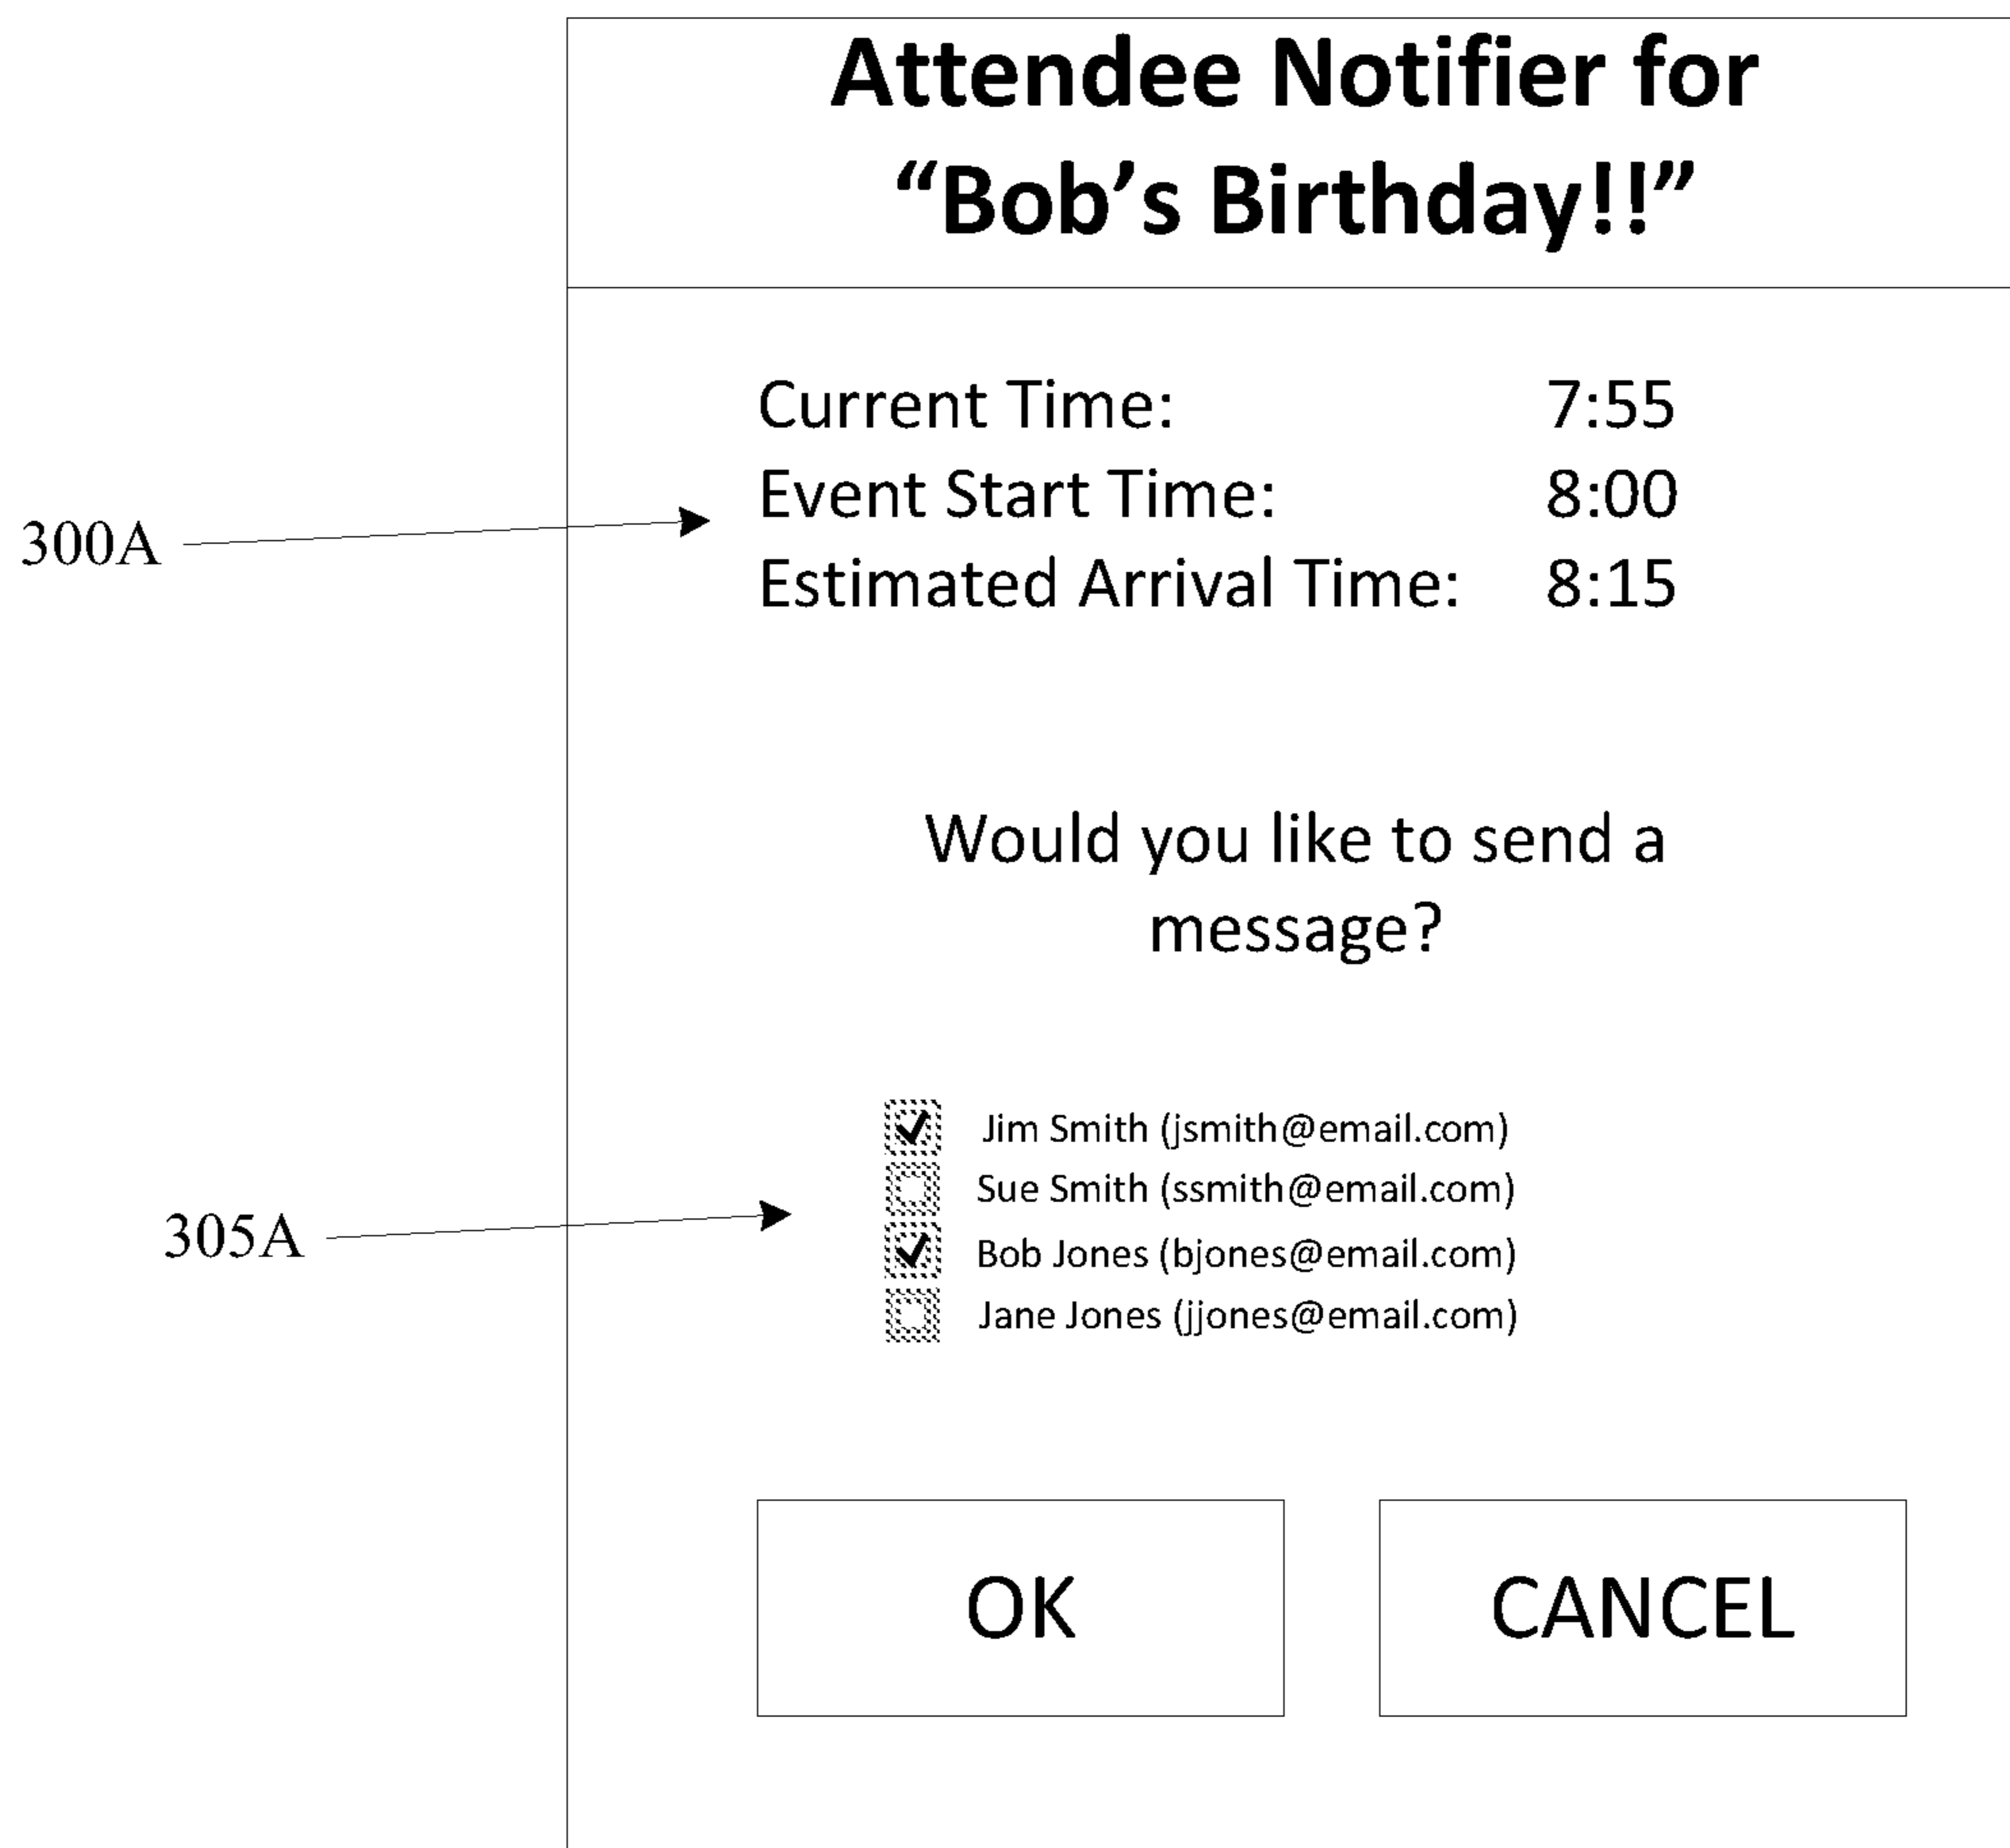 Attendee Notifier for
“Bob’s Birthday!!”
Current Time: 7:55
Event Start Time: 8:00
300A
Estimated Arrival Time: 8:15
Would you like to send a
message?
Jim Smith (jsmith@email.com)
Sue Smith (ssmith@email.com)
305A
Bob Jones (bjones@email.com)
Jane Jones (jjones@email.com)
OK CANCEL